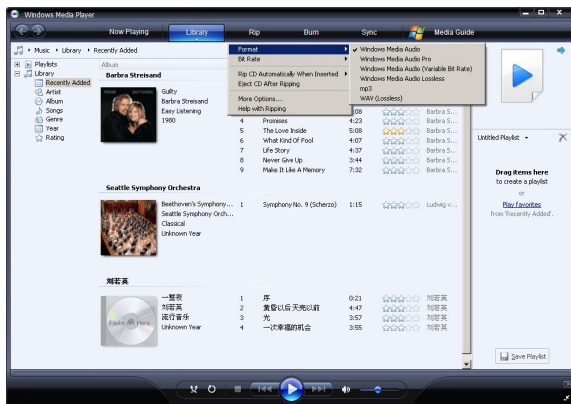 Windows Media Player
Now Playing Library Rip Burn Sync Media Guide
Music Library Recently Added
Format
Bit Rate
Rip CD Automatically When Inserted
Eject CD After Ripping
More Options...
Help with Ripping
Windows Media Audio
Windows Media Audio Pro
Windows Media Audio (Variable Bit Rate)
Windows Media Audio Lossless
mp3
WAV (Lossless)
Playlists
Library
Recently Added
Artist
Album
Songs
Genre
Year
Rating
Album
Barbra Streisand
Guilty
Barbra Streisand
Easy Listening
1980
5:08 Barbra S...
4 Promises 4:23 Barbra S...
5 The Love Inside 5:08 Barbra S...
6 What Kind Of Fool 4:07 Barbra S...
7 Life Story 4:37 Barbra S...
8 Never Give Up 3:44 Barbra S...
9 Make It Like A Memory 7:32 Barbra S...
Seattle Symphony Orchestra
Beethoven's Symphony... 1 Symphony No. 9 (Scherzo) 1:15 Ludwig v...
Seattle Symphony Orch...
Classical
Unknown Year
刘若英
一整夜 1 序 0:21 刘若英
刘若英 2 黄昏以后天亮以前 4:47 刘若英
流行音乐 3 光 3:57 刘若英
Unknown Year 4 一次幸福的机会 3:55 刘若英
Paste Art Here
Untitled Playlist
Drag items here
to create a playlist
or
Play favorites
from 'Recently Added'.
Save Playlist